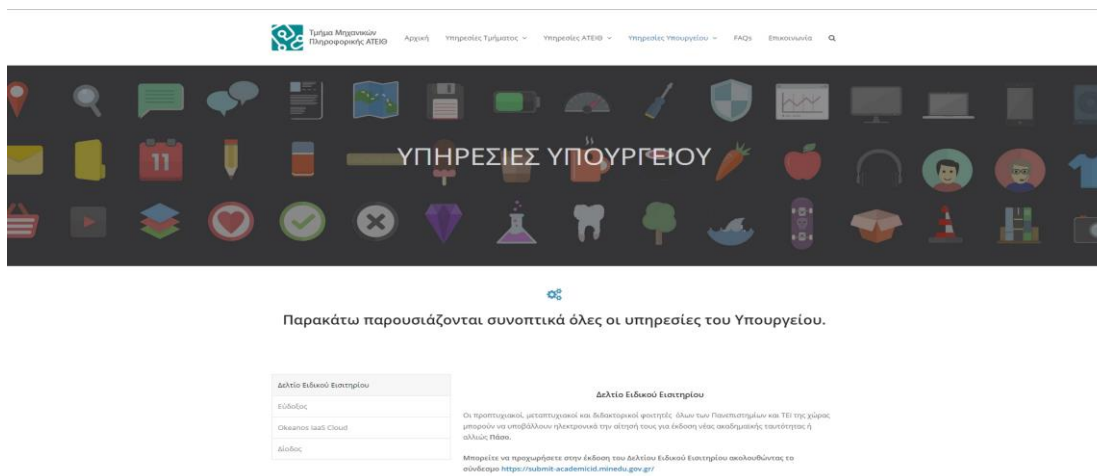 Τμήμα Μηχανικών
Πληροφορικής ΑΤΕΙΘ
Αρχική Υπηρεσίες Τμήματος Υπηρεσίες ΑΤΕΙΘ Υπηρεσίες Υπουργείου FAQs Επικοινωνία
11
ΥΠΗΡΕΣΙΕΣ ΥΠΟΥΡΓΕΙΟΥ
Παρακάτω παρουσιάζονται συνοπτικά όλες οι υπηρεσίες του Υπουργείου.
Δελτίο Ειδικού Εισιτηρίου
Εύδοξος
Okeanos IaaS Cloud
Δίοδος
Δελτίο Ειδικού Εισιτηρίου
Οι προπτυχιακοί, μεταπτυχιακοί και διδακτορικοί φοιτητές όλων των Πανεπιστημίων και ΤΕΙ της χώρας
μπορούν να υποβάλλουν ηλεκτρονικά την αίτησή τους για έκδοση νέας ακαδημαϊκής ταυτότητας ή
αλλιώς Πάσο.
Μπορείτε να προχωρήσετε στην έκδοση του Δελτίου Ειδικού Εισιτηρίου ακολουθώντας το
σύνδεσμο https://submit-academicid.minedu.gov.gr/